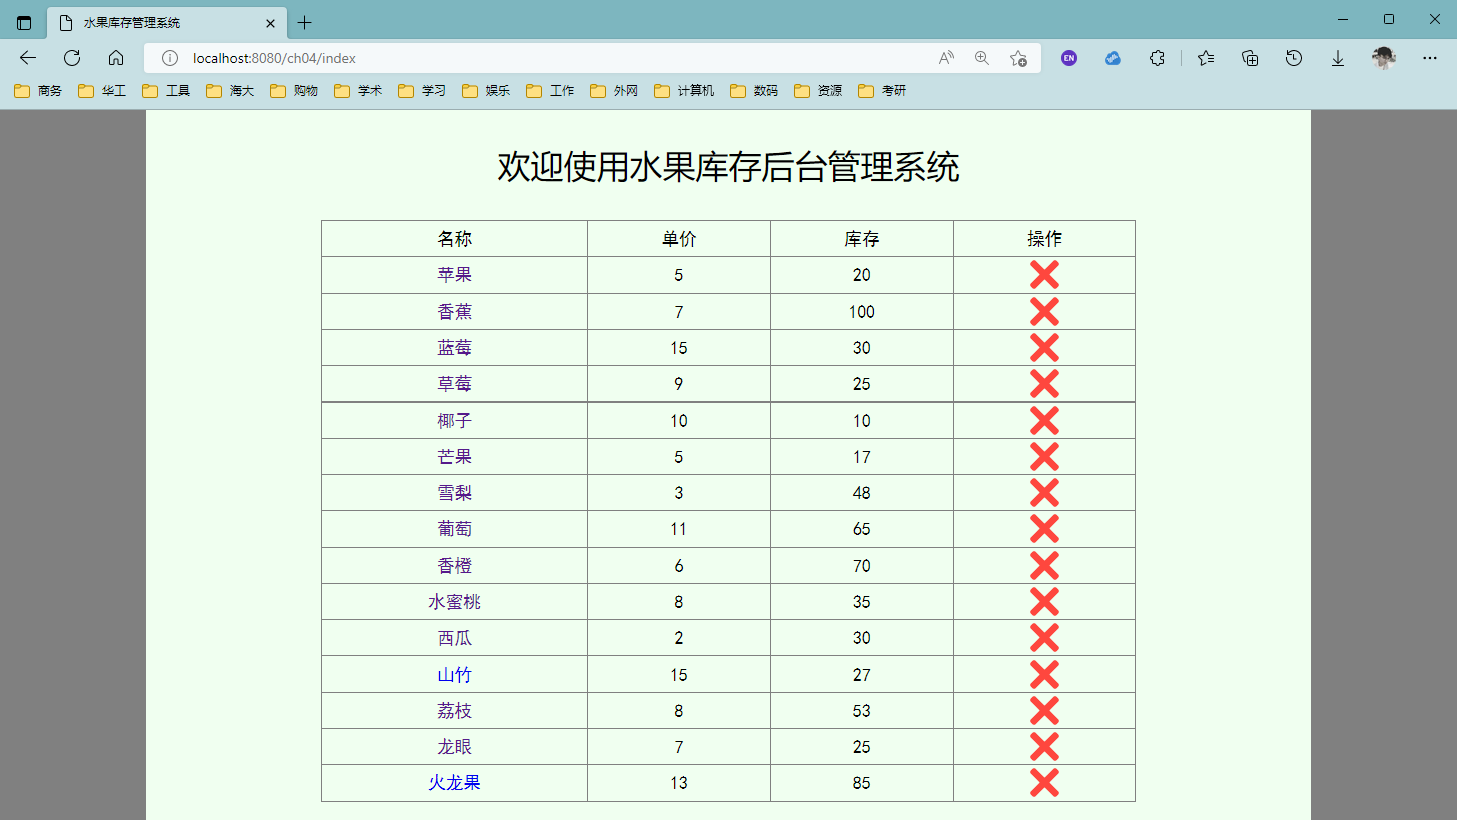 水果库存管理系统
localhost:8080/ch04/index
EN
商务 华工 工具 海大 购物 学术 学习 娱乐 工作 外网 计算机 数码 资源 考研
欢迎使用水果库存后台管理系统
名称 单价 库存 操作
苹果 5 20
香蕉 7 100
蓝莓 15 30
草莓 9 25
椰子 10 10
芒果 5 17
雪梨 3 48
葡萄 11 65
香橙 6 70
水蜜桃 8 35
西瓜 2 30
山竹 15 27
荔枝 8 53
龙眼 7 25
火龙果 13 85